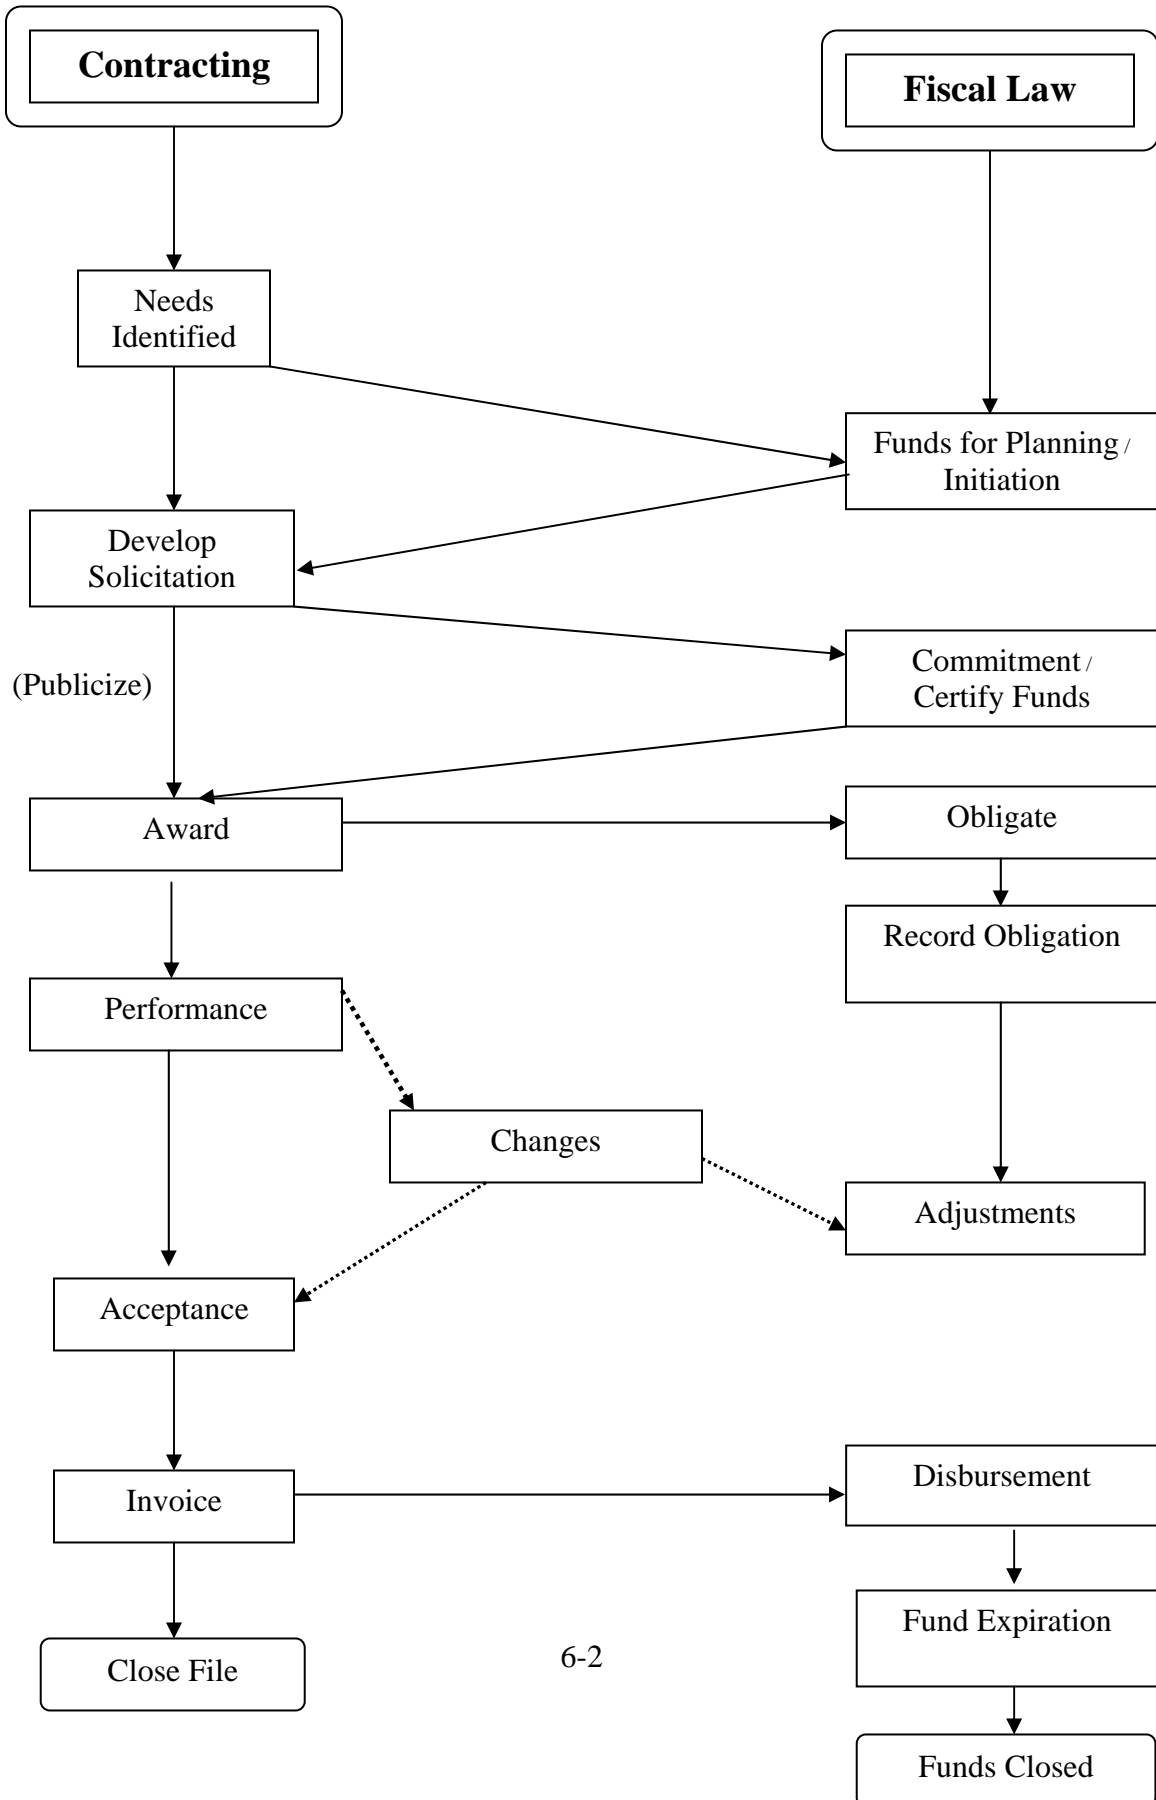 Contracting
Fiscal Law
Needs
Identified
Funds for Planning /
Initiation
Develop
Solicitation
Commitment /
Certify Funds
(Publicize)
Award
Obligate
Record Obligation
Performance
Changes
Adjustments
Acceptance
Invoice
Disbursement
Fund Expiration
Close File
6-2
Funds Closed